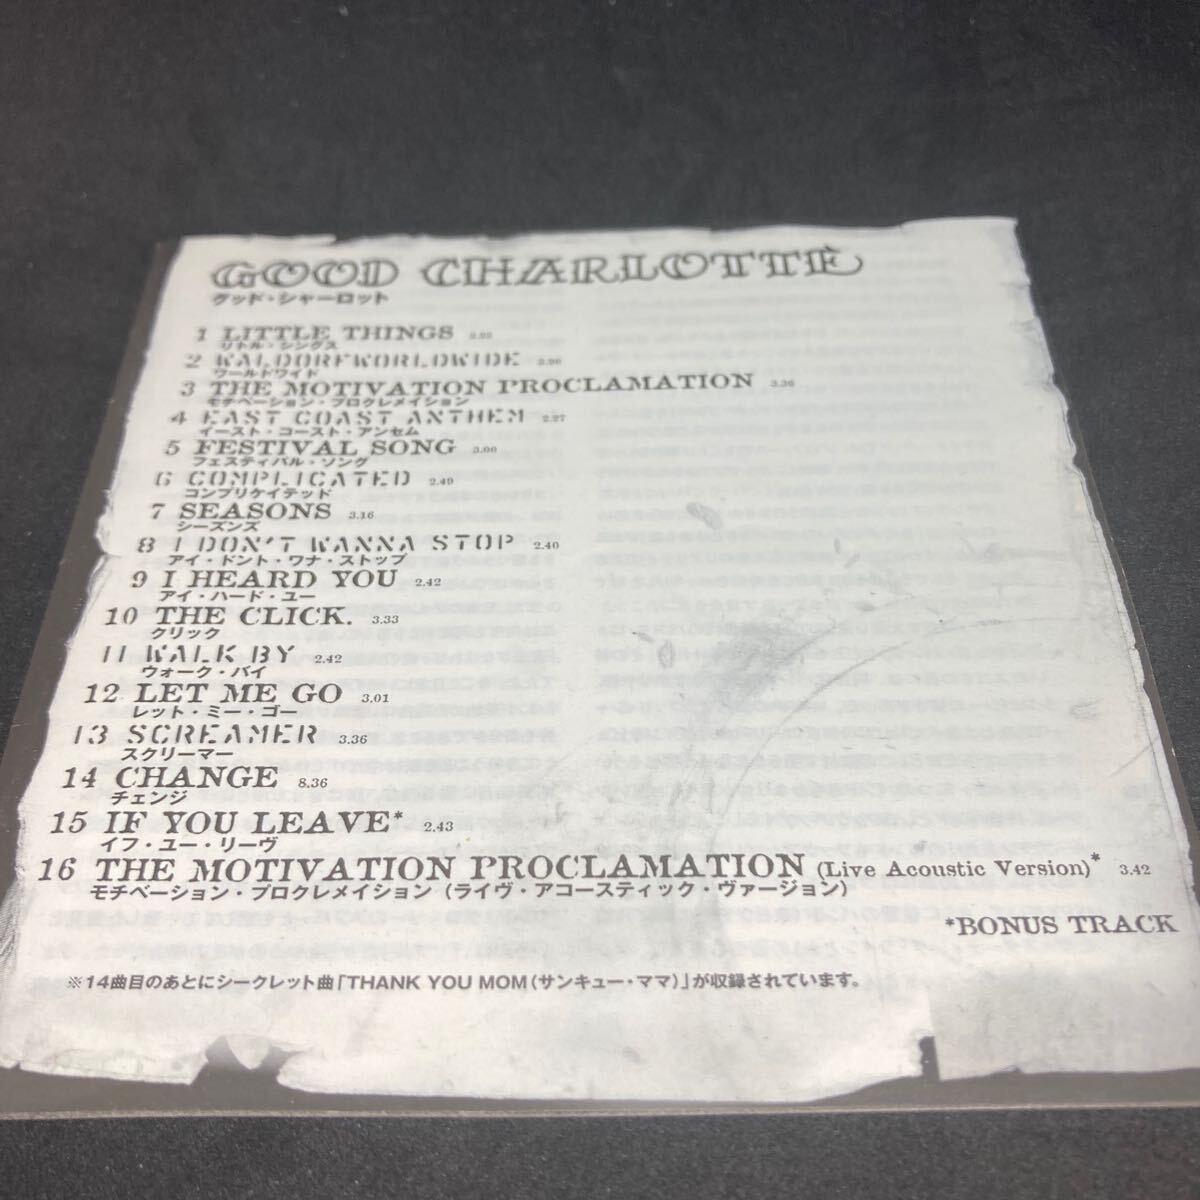 GOOD CHARLOTTE
グッド・シャーロット
1 LITTLE THINGS
リトル・シングス
2 WALDORFWORLDWIDE
ワールドワイド
3 THE MOTIVATION PROCLAMATION 3.36
モチベーション・プロクレメイション
4 EAST COAST ANTHEM 2.27
イースト・コースト・アンセム
5 FESTIVAL SONG 3.00
フェスティバル・ソング
6 COMPLICATED 2.49
コンプリケイテッド
7 SEASONS 3.16
シーズンズ
8 I DON'T WANNA STOP 2.40
アイ・ドント・ワナ・ストップ
9 I HEARD YOU 2.42
アイ・ハード・ユー
10 THE CLICK. 3.33
クリック
11 WALK BY 2.42
ウォーク・バイ
12 LET ME GO 3.01
レット・ミー・ゴー
13 SCREAMER 3.36
スクリーマー
14 CHANGE 8.36
チェンジ
15 IF YOU LEAVE* 2.43
イフ・ユー・リーヴ
16 THE MOTIVATION PROCLAMATION (Live Acoustic Version)* 3.42
モチベーション・プロクレメイション (ライヴ・アコースティック・ヴァージョン)
*BONUS TRACK
※14曲目のあとにシークレット曲「THANK YOU MOM(サンキュー・ママ)」が収録されています。